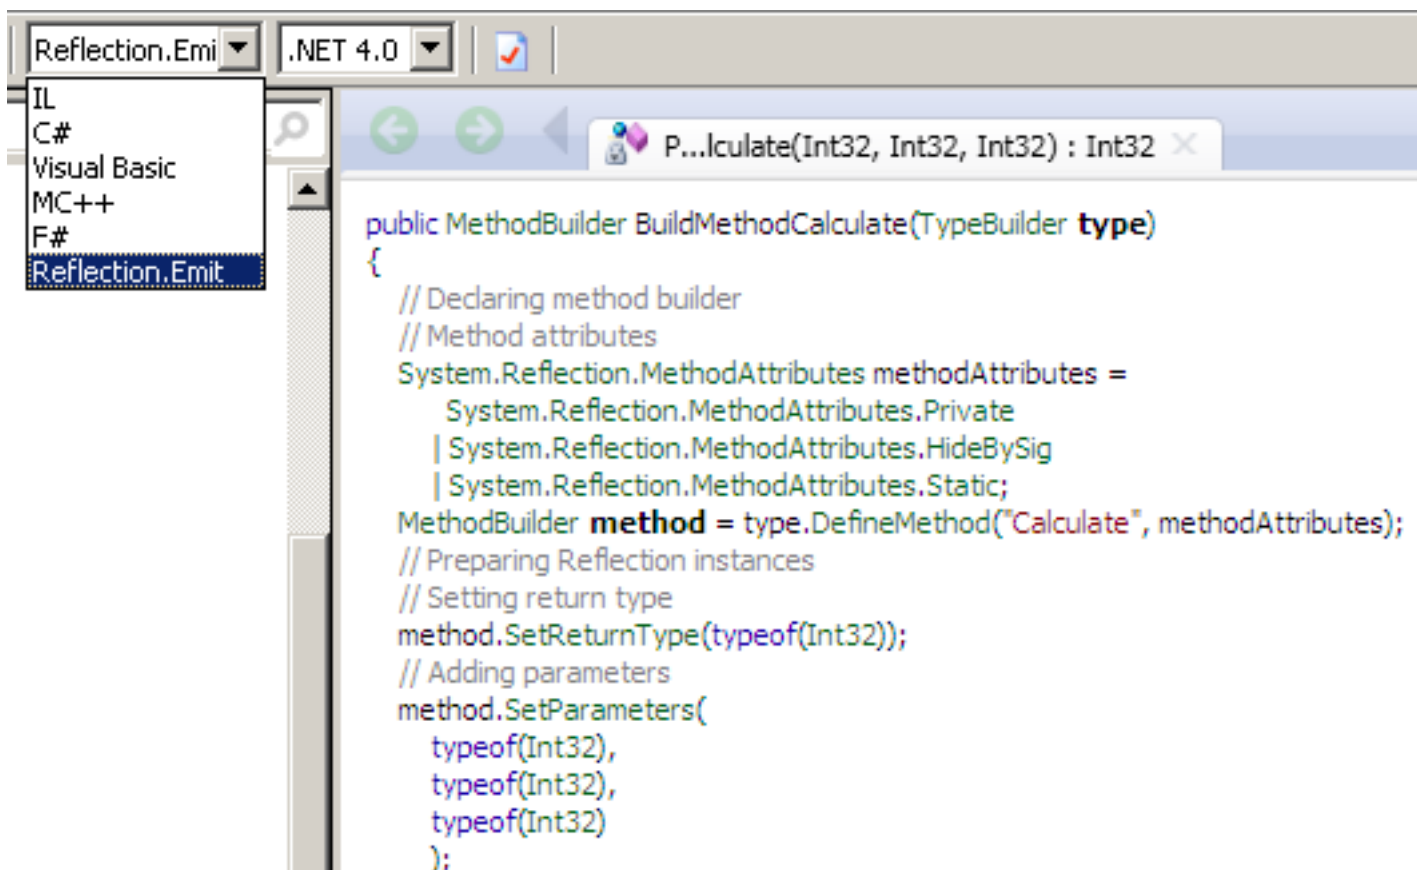 Reflection.Emi
.NET 4.0
IL
C#
Visual Basic
MC++
F#
Reflection.Emit
P...lculate(Int32, Int32, Int32) : Int32
public MethodBuilder BuildMethodCalculate(TypeBuilder type)
{
// Declaring method builder
// Method attributes
System.Reflection.MethodAttributes methodAttributes =
System.Reflection.MethodAttributes.Private
| System.Reflection.MethodAttributes.HideBySig
| System.Reflection.MethodAttributes.Static;
MethodBuilder method = type.DefineMethod("Calculate", methodAttributes);
// Preparing Reflection instances
// Setting return type
method.SetReturnType(typeof(Int32));
// Adding parameters
method.SetParameters(
typeof(Int32),
typeof(Int32),
typeof(Int32)
);